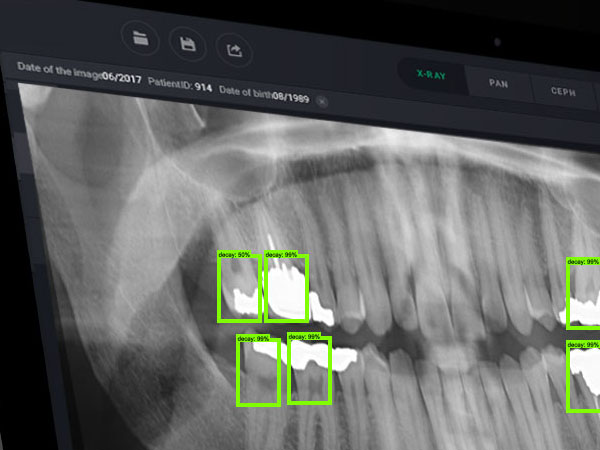 X-RAY PAN CEPH
Date of the image06/2017 PatientID: 914 Date of birth08/1989
decay: 50% decay: 99% decay: 99%
decay: 99% decay: 99% decay: 99%